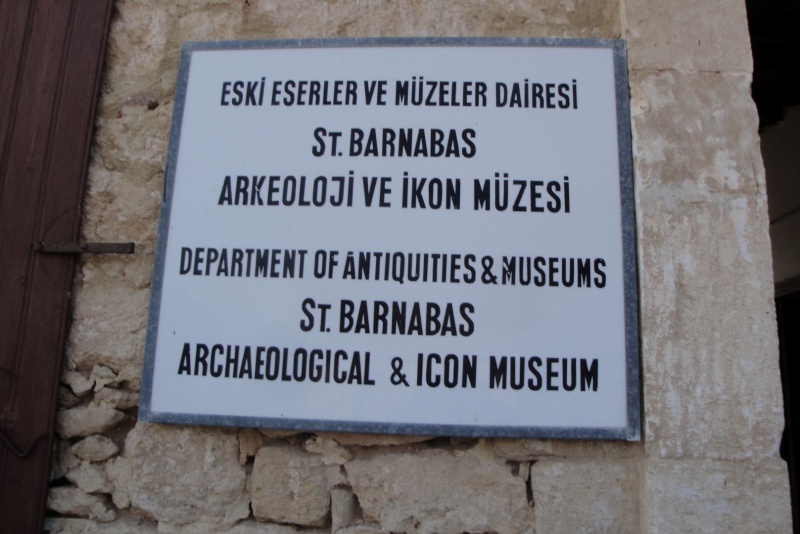 ESKİ ESERLER VE MÜZELER DAİRESİ
ST. BARNABAS
ARKEOLOJİ VE İKON MÜZESİ
DEPARTMENT OF ANTIQUITIES & MUSEUMS
ST. BARNABAS
ARCHAEOLOGICAL & ICON MUSEUM